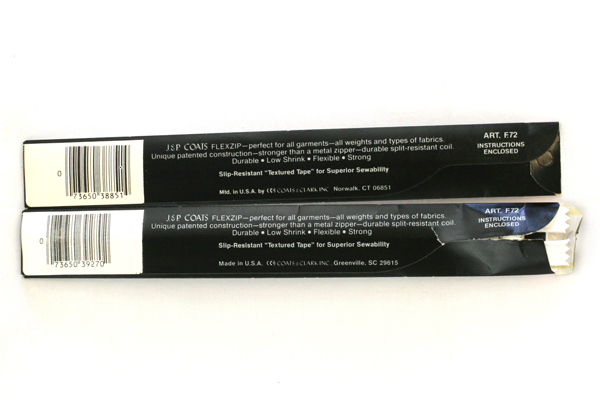 J&P COATS FLEXZIP—perfect for all garments—all weights and types of fabrics.
Unique patented construction—stronger than a metal zipper—durable split-resistant coil.
Durable • Low Shrink • Flexible • Strong
Slip-Resistant "Textured Tape" for Superior Sewability
Mfd. in U.S.A. by COATS & CLARK INC. Norwalk, CT 06851
ART. F.72
INSTRUCTIONS
ENCLOSED
0 73650 38851
J&P COATS FLEXZIP—perfect for all garments—all weights and types of fabrics.
Unique patented construction—stronger than a metal zipper—durable split-resistant coil.
Durable • Low Shrink • Flexible • Strong
Slip-Resistant "Textured Tape" for Superior Sewability
Made in U.S.A. COATS & CLARK INC. Greenville, SC 29615
ART. F.72
INSTRUCTIONS
ENCLOSED
0 73650 39270